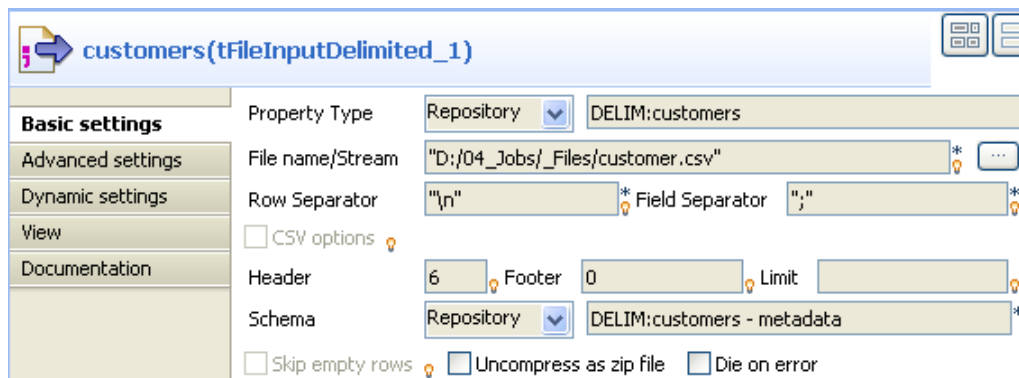 customers(tFileInputDelimited_1)
Basic settings
Advanced settings
Dynamic settings
View
Documentation
Property Type Repository DELIM:customers
File name/Stream "D:/04_Jobs/_Files/customer.csv" * ...
Row Separator "\n" * Field Separator ";" *
CSV options
Header 6 Footer 0 Limit
Schema Repository DELIM:customers - metadata *
Skip empty rows Uncompress as zip file Die on error